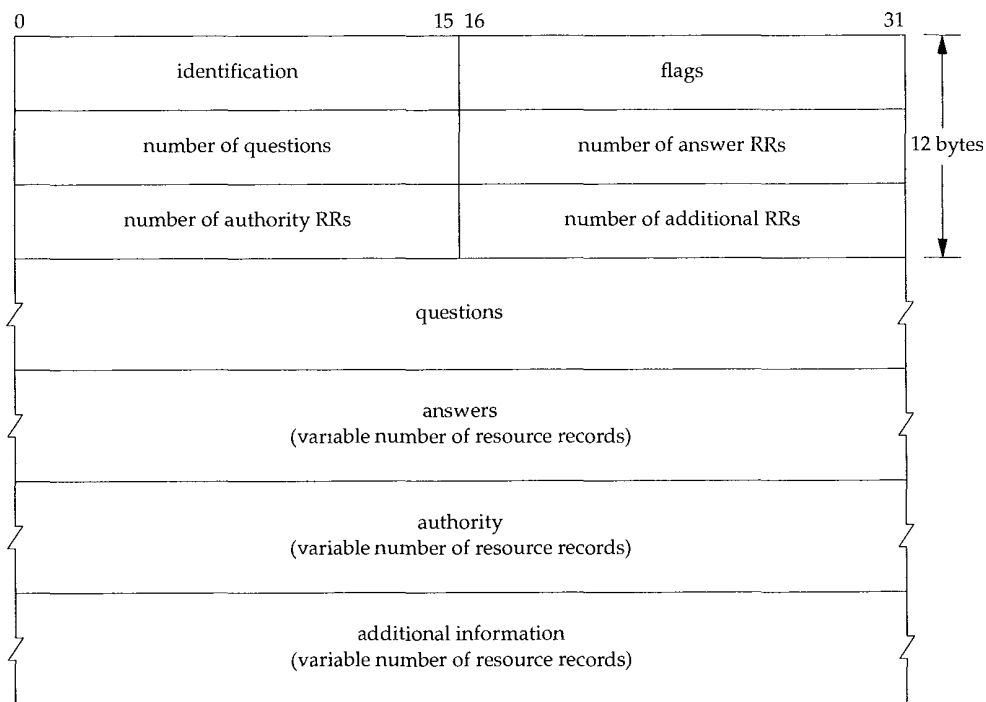 0 15 16 31
identification flags
number of questions number of answer RRs 12 bytes
number of authority RRs number of additional RRs
questions
answers
(variable number of resource records)
authority
(variable number of resource records)
additional information
(variable number of resource records)